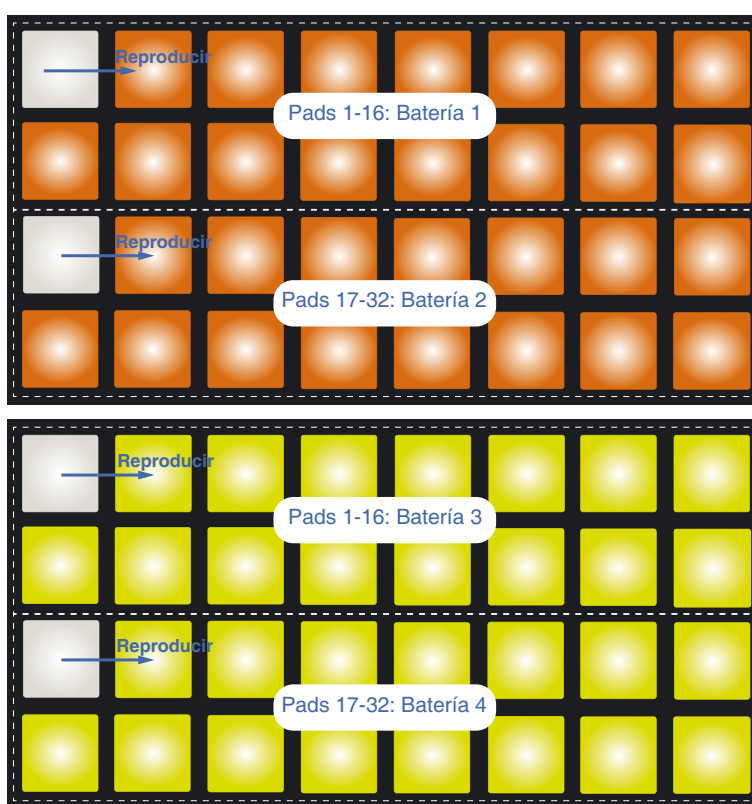 Reproducir
Pads 1-16: Batería 1
Reproducir
Pads 17-32: Batería 2
Reproducir
Pads 1-16: Batería 3
Reproducir
Pads 17-32: Batería 4